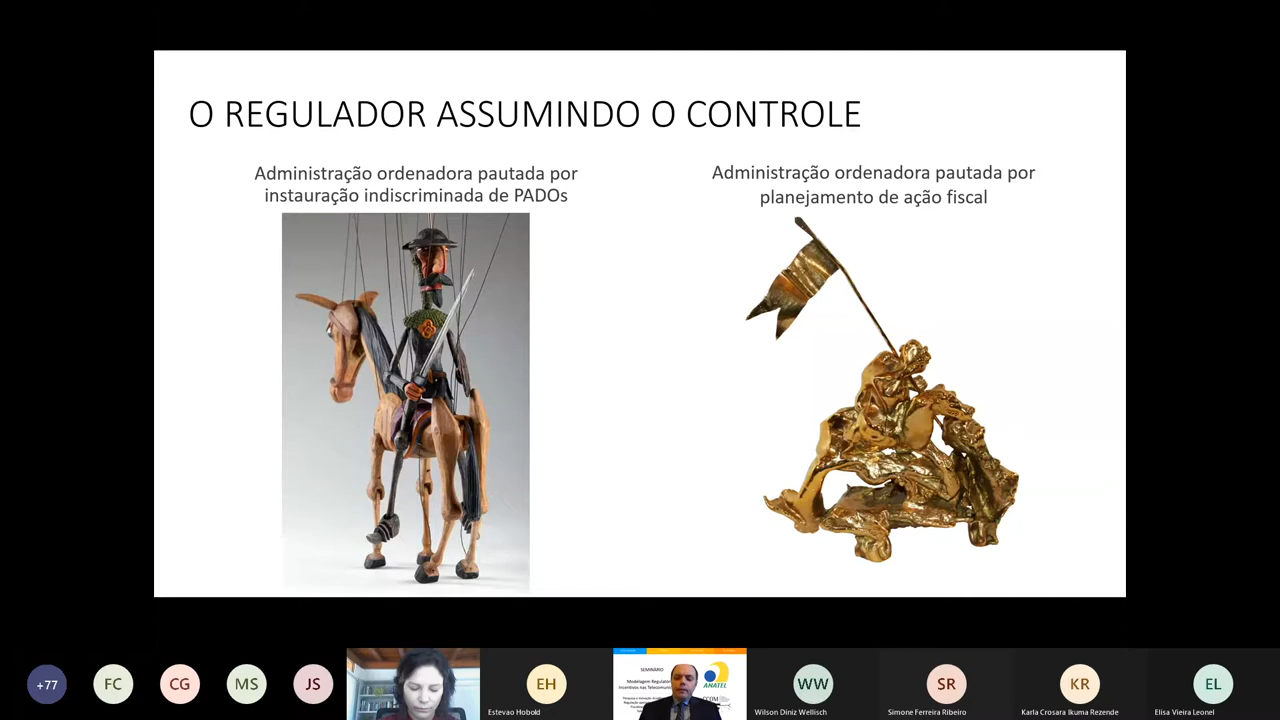 O REGULADOR ASSUMINDO O CONTROLE
Administração ordenadora pautada por
instauração indiscriminada de PADOs
Administração ordenadora pautada por
planejamento de ação fiscal
+77
FC
CG
MS
JS
EH
Estevao Hobold
SEMINÁRIO
ANATEL
WW
Wilson Diniz Wellisch
SR
Simone Ferreira Ribeiro
KR
Karla Crosara Ikuma Rezende
EL
Elisa Vieira Leonel